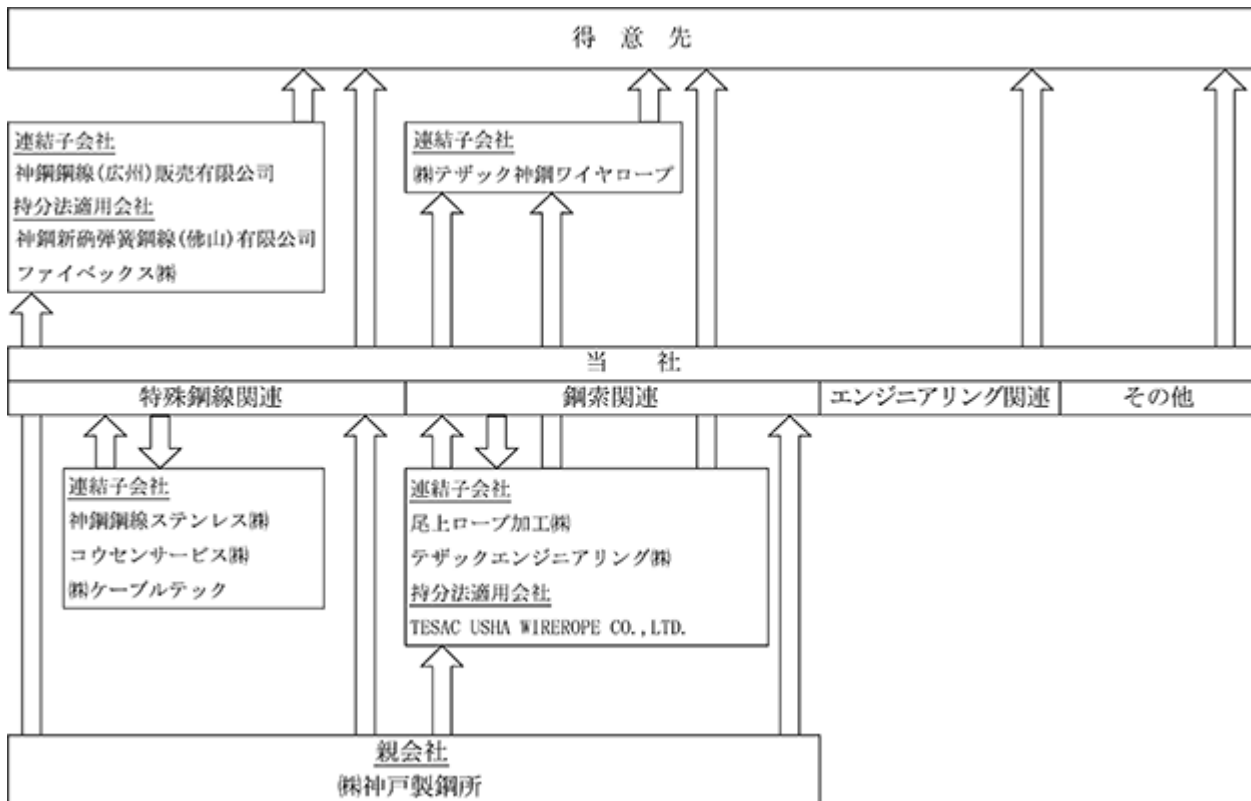 得意先
連結子会社
神鋼鋼線(広州)販売有限公司
持分法適用会社
神鋼新确弾簧鋼線(佛山)有限公司
ファイベックス㈱
連結子会社
㈱テザック神鋼ワイヤロープ
当社
特殊鋼線関連
鋼索関連
エンジニアリング関連
その他
連結子会社
神鋼鋼線ステンレス㈱
コウセンサービス㈱
㈱ケーブルテック
連結子会社
尾上ロープ加工㈱
テザックエンジニアリング㈱
持分法適用会社
TESAC USHA WIREROPE CO.,LTD.
親会社
㈱神戸製鋼所